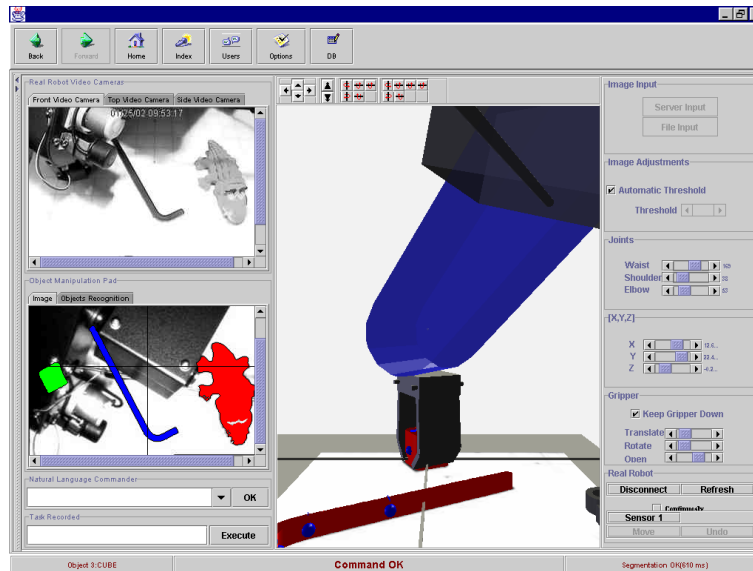 Back Forward Home Index Users Options DB
Real Robot Video Cameras
Front Video Camera Top Video Camera Side Video Camera
01/25/02 09:53:17
Object Manipulation Pad
Image Objects Recognition
Natural Language Commander
OK
Task Recorded
Execute
Image Input
Server Input
File Input
Image Adjustments
Automatic Threshold
Threshold
Joints
Waist
Shoulder
Elbow
[X,Y,Z]
X
Y
Z
Gripper
Keep Gripper Down
Translate
Rotate
Open
Real Robot
Disconnect Refresh
Continuously
Sensor 1
Move Undo
Object 3:CUBE Command OK Segmentation OK(610 ms)